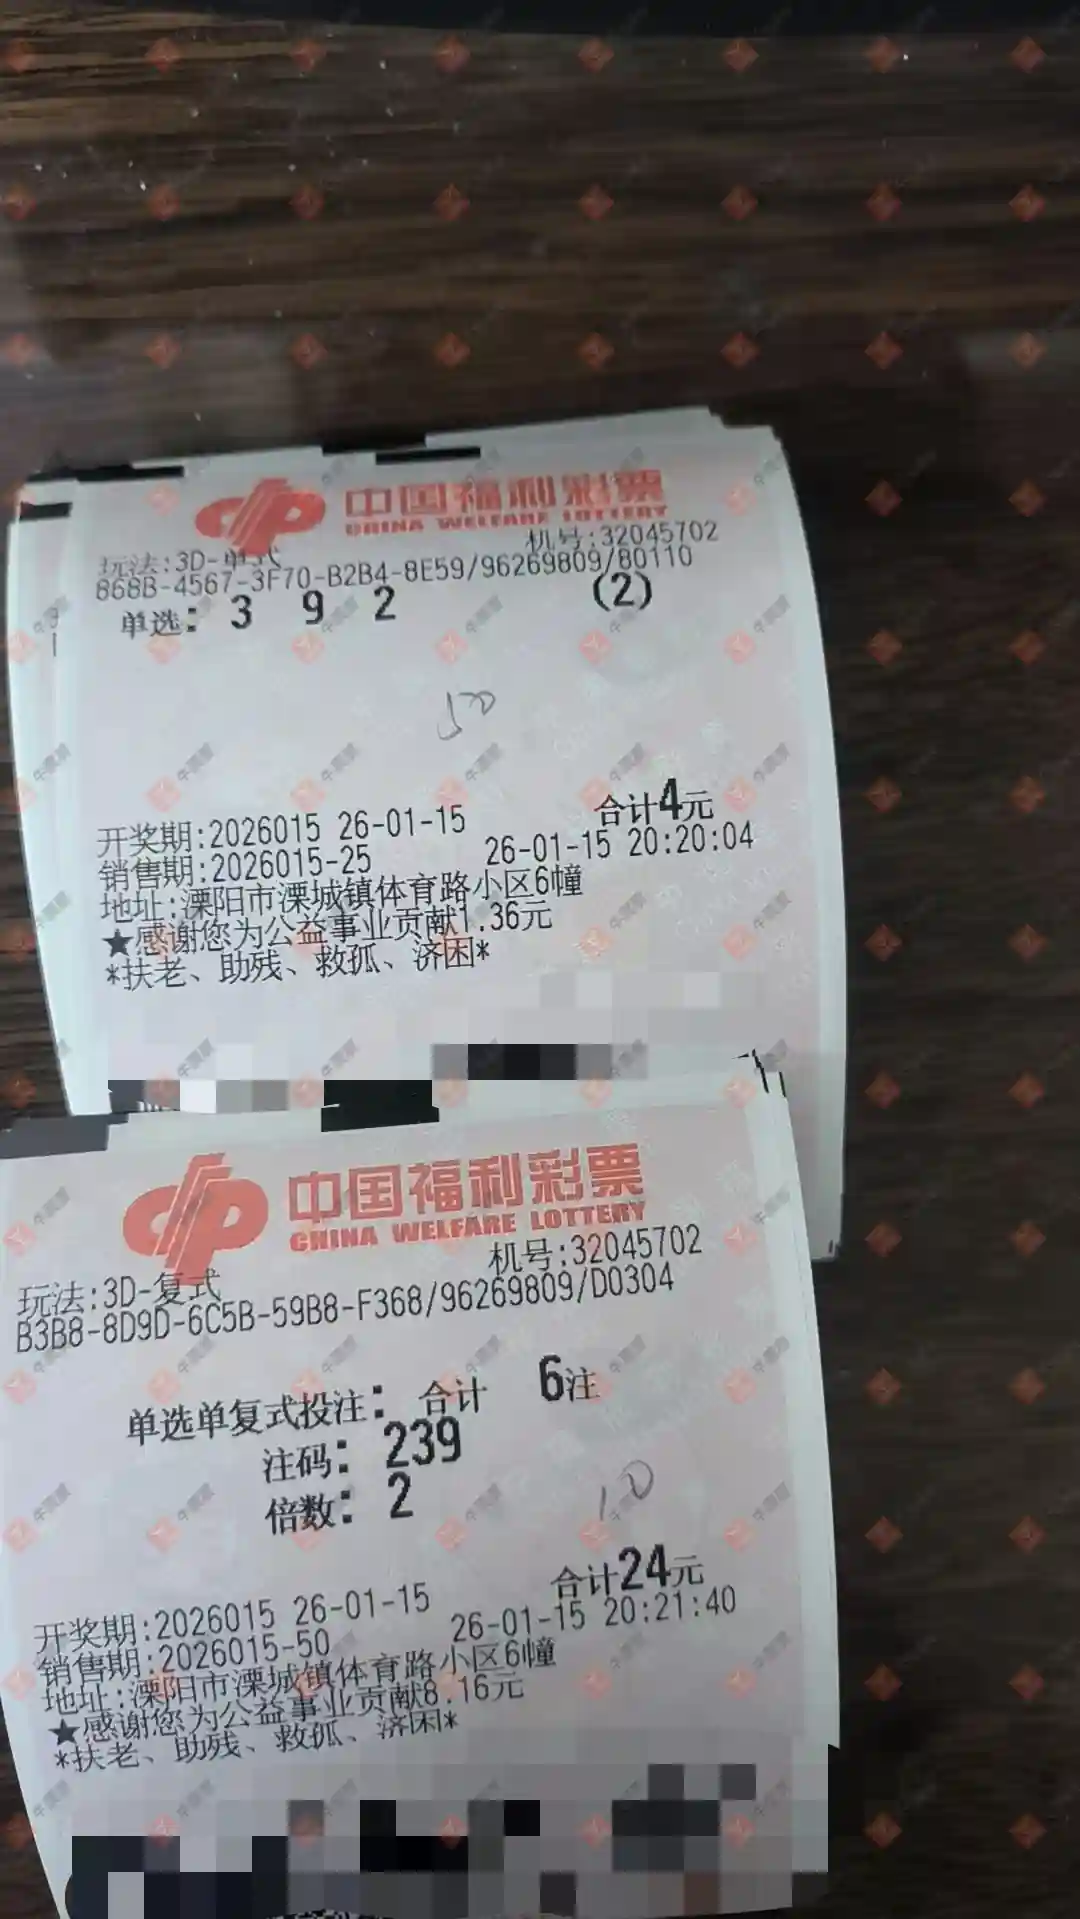 中国福利彩票
CHINA WELFARE LOTTERY
机号:32045702
玩法:3D-单式
868B-4567-3F70-B2B4-8E59/96269809/80110
单选: 3 9 2 (2)
50
合计4元
开奖期:2026015 26-01-15
销售期:2026015-25 26-01-15 20:20:04
地址:溧阳市溧城镇体育路小区6幢
★感谢您为公益事业贡献1.36元
*扶老、助残、救孤、济困*
中国福利彩票
CHINA WELFARE LOTTERY
机号:32045702
玩法:3D-复式
B3B8-8D9D-6C5B-59B8-F368/96269809/D0304
单选单复式投注: 合计 6注
注码: 239
倍数: 2
10
合计24元
开奖期:2026015 26-01-15
销售期:2026015-50 26-01-15 20:21:40
地址:溧阳市溧城镇体育路小区6幢
★感谢您为公益事业贡献8.16元
*扶老、助残、救孤、济困*